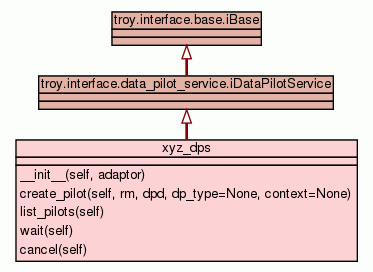 troy.interface.base.iBase
troy.interface.data_pilot_service.iDataPilotService
xyz_dps
__init__(self, adaptor)
create_pilot(self, rm, dpd, dp_type=None, context=None)
list_pilots(self)
wait(self)
cancel(self)